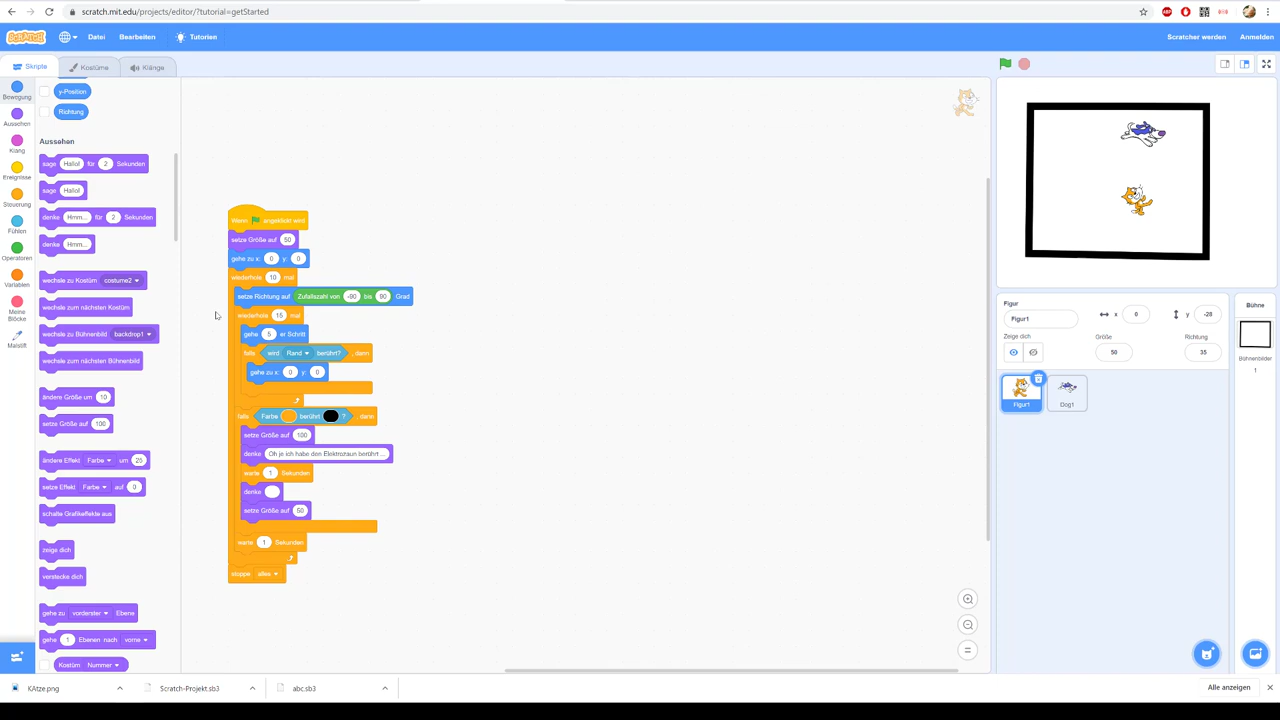 scratch.mit.edu/projects/editor/?tutorial=getStarted
SCRATCH Datei Bearbeiten Tutorien Scratcher werden Anmelden
Skripte Kostüme Klänge
Bewegung
Aussehen
Klang
Ereignisse
Steuerung
Fühlen
Operatoren
Variablen
Meine
Blöcke
Malstift
y-Position
Richtung
Aussehen
sage Hallo! für 2 Sekunden
sage Hallo!
denke Hmm... für 2 Sekunden
denke Hmm...
wechsle zu Kostüm costume2
wechsle zum nächsten Kostüm
wechsle zu Bühnenbild backdrop1
wechsle zum nächsten Bühnenbild
ändere Größe um 10
setze Größe auf 100
ändere Effekt Farbe um 25
setze Effekt Farbe auf 0
schalte Grafikeffekte aus
zeige dich
verstecke dich
gehe zu vorderster Ebene
gehe 1 Ebenen nach vorne
Kostüm Nummer
Wenn angeklickt wird
setze Größe auf 50
gehe zu x: 0 y: 0
wiederhole 10 mal
setze Richtung auf Zufallszahl von -90 bis 90 Grad
wiederhole 15 mal
gehe 5 er Schritt
falls wird Rand berührt? , dann
gehe zu x: 0 y: 0
falls Farbe berührt ? , dann
setze Größe auf 100
denke Oh je ich habe den Elektrozaun berührt ...
warte 1 Sekunden
denke
setze Größe auf 50
warte 1 Sekunden
stoppe alles
Figur
Figur1 x 0 y -28
Zeige dich Größe Richtung
50 35
Figur1 Dog1
Bühne
Bühnenbilder
1
KAtze.png Scratch-Projekt.sb3 abc.sb3 Alle anzeigen